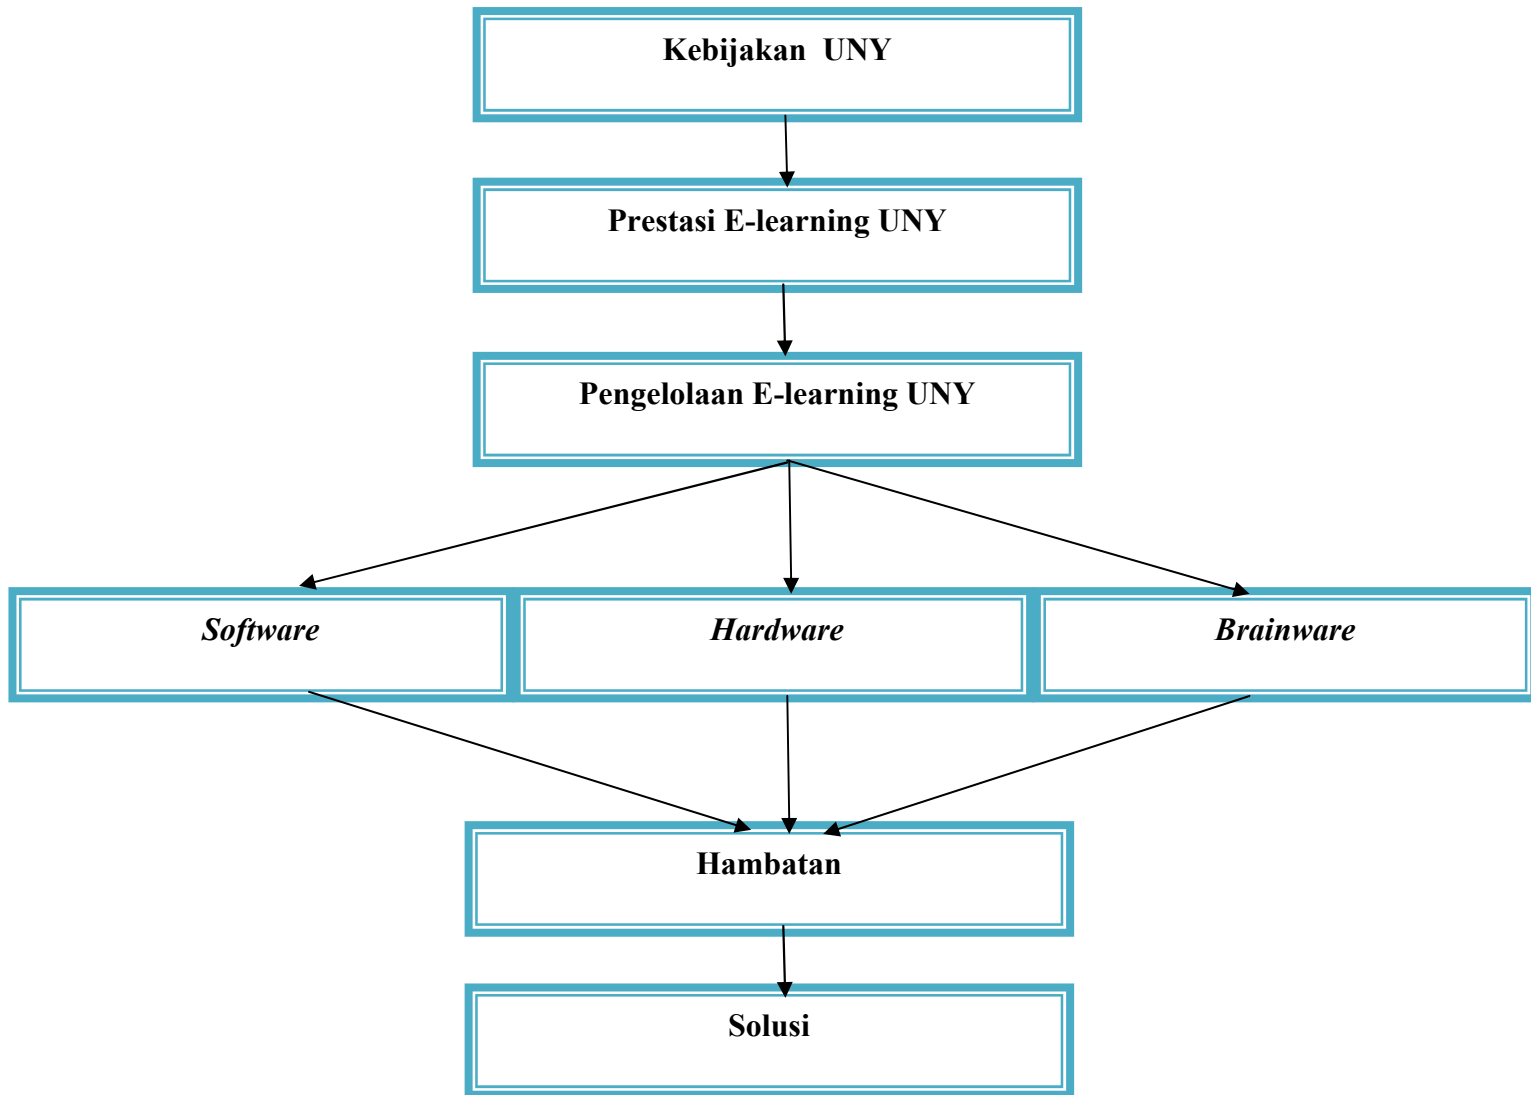 Kebijakan  UNY
Prestasi E-learning UNY
Pengelolaan E-learning UNY
Software
Hardware
Brainware
Hambatan
Solusi